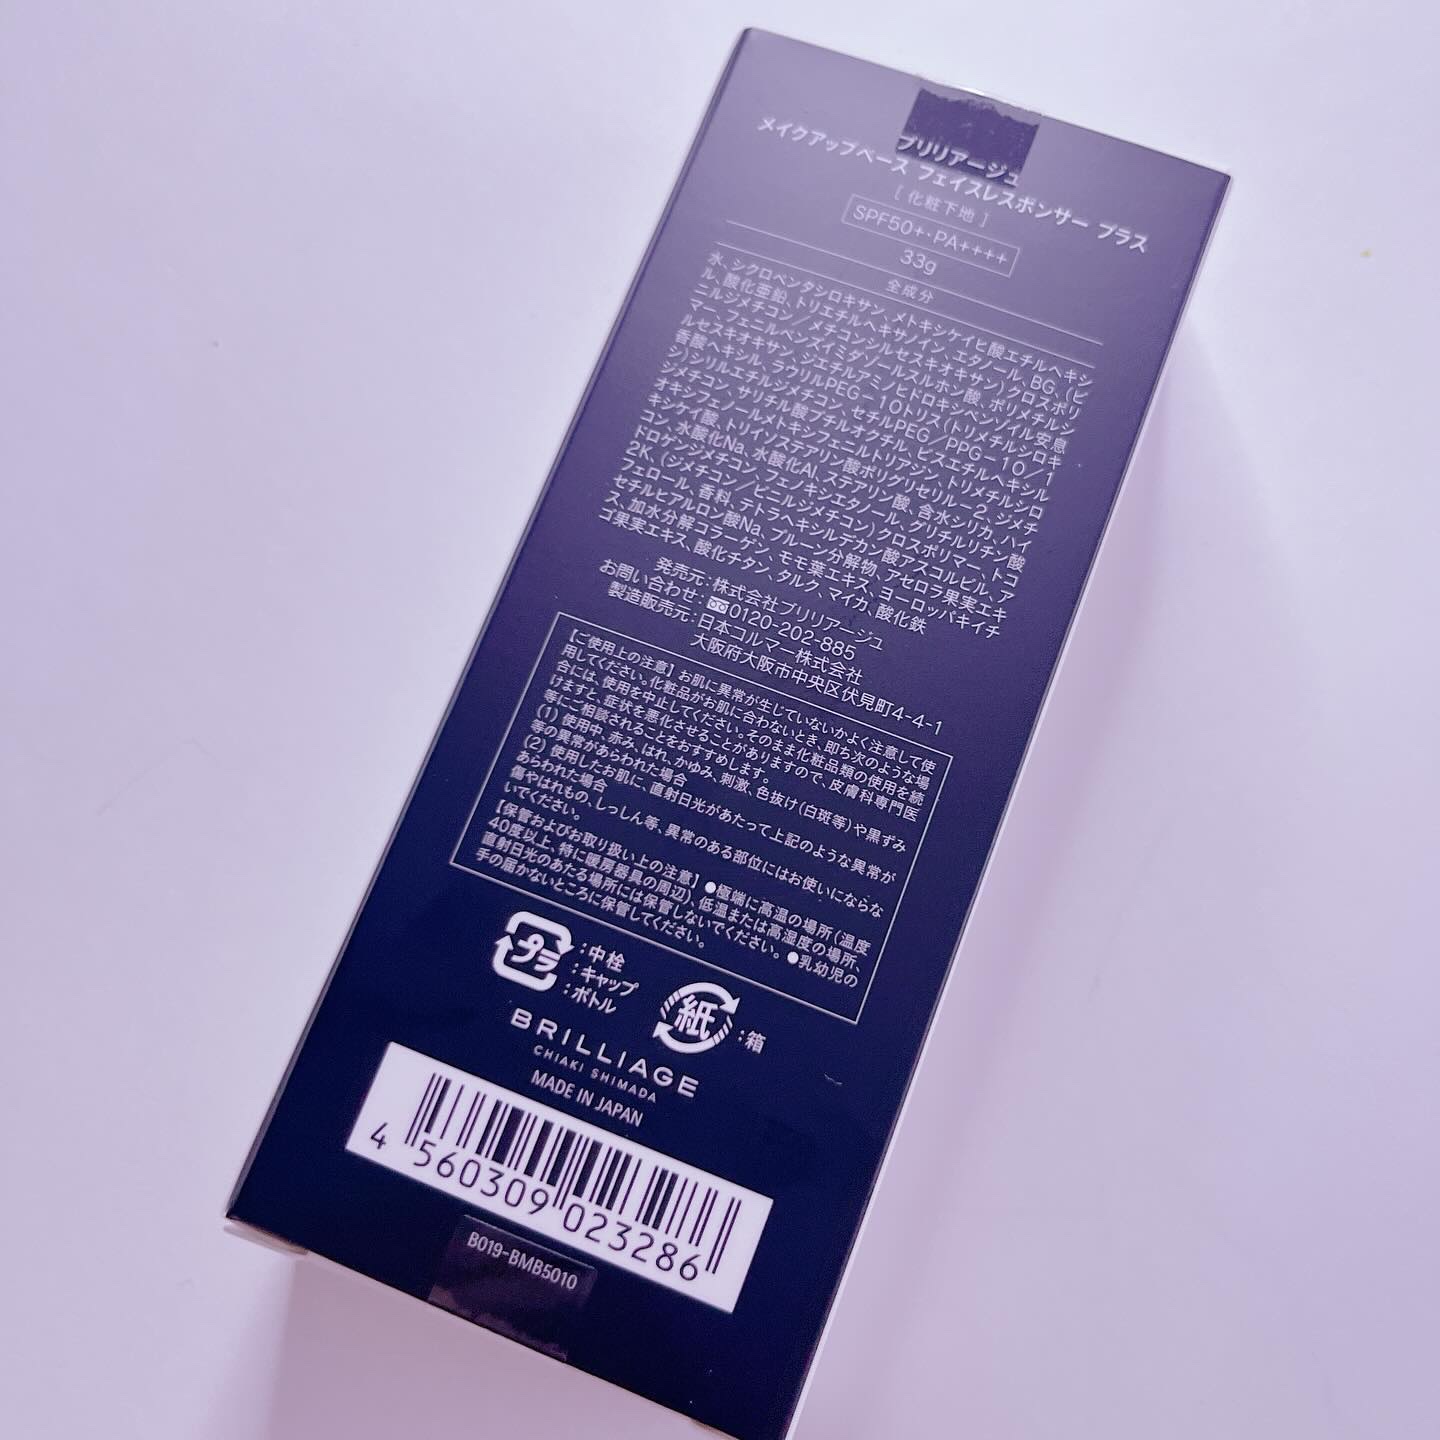 ブリリアージュ
メイクアップベース フェイスレスポンサー プラス
[ 化粧下地 ]
SPF50+・PA++++
33g
全成分
水、シクロペンタシロキサン、メトキシケイヒ酸エチルヘキシ
ル、酸化亜鉛、トリエチルヘキサノイン、エタノール、BG、(ビ
ニルジメチコン/メチコンシルセスキオキサン)クロスポリ
マー、フェニルベンズイミダゾールスルホン酸、ポリメチルシ
ルセスキオキサン、ジエチルアミノヒドロキシベンゾイル安息
香酸ヘキシル、ラウリルPEG-10トリス(トリメチルシロキ
シ)シリルエチルジメチコン、セチルPEG/PPG-10/1
ジメチコン、サリチル酸ブチルオクチル、ビスエチルヘキシル
オキシフェノールメトキシフェニルトリアジン、トリメチルシロ
キシケイ酸、トリイソステアリン酸ポリグリセリル-2、ジメチ
コン、水酸化Na、水酸化Al、ステアリン酸、含水シリカ、ハイ
ドロゲンジメチコン、フェノキシエタノール、グリチルリチン酸
2K、(ジメチコン/ビニルジメチコン)クロスポリマー、トコ
フェロール、香料、テトラヘキシルデカン酸アスコルビル、ア
セチルヒアルロン酸Na、プルーン分解物、アセロラ果実エキ
ス、加水分解コラーゲン、モモ葉エキス、ヨーロッパキイチ
ゴ果実エキス、酸化チタン、タルク、マイカ、酸化鉄
発売元:株式会社ブリリアージュ
お問い合わせ:0120-202-885
製造販売元:日本コルマー株式会社
大阪府大阪市中央区伏見町4-4-1
【ご使用上の注意】お肌に異常が生じていないかよく注意して使
用してください。化粧品がお肌に合わないとき、即ち次のような場
合には、使用を中止してください。そのまま化粧品類の使用を続
けますと、症状を悪化させることがありますので、皮膚科専門医
等にご相談されることをおすすめします。
(1) 使用中、赤み、はれ、かゆみ、刺激、色抜け(白斑等)や黒ずみ
等の異常があらわれた場合
(2) 使用したお肌に、直射日光があたって上記のような異常が
あらわれた場合
傷やはれもの、しっしん等、異常のある部位にはお使いにならな
いでください。
【保管およびお取り扱い上の注意】●極端に高温の場所(温度
40度以上、特に暖房器具の周辺)、低温または高湿度の場所、
直射日光のあたる場所には保管しないでください。●乳幼児の
手の届かないところに保管してください。
プラ
:中栓
:キャップ
:ボトル
紙
:箱
BRILLIAGE
CHIAKI SHIMADA
MADE IN JAPAN
4 560309 023286
B019-BMB5010